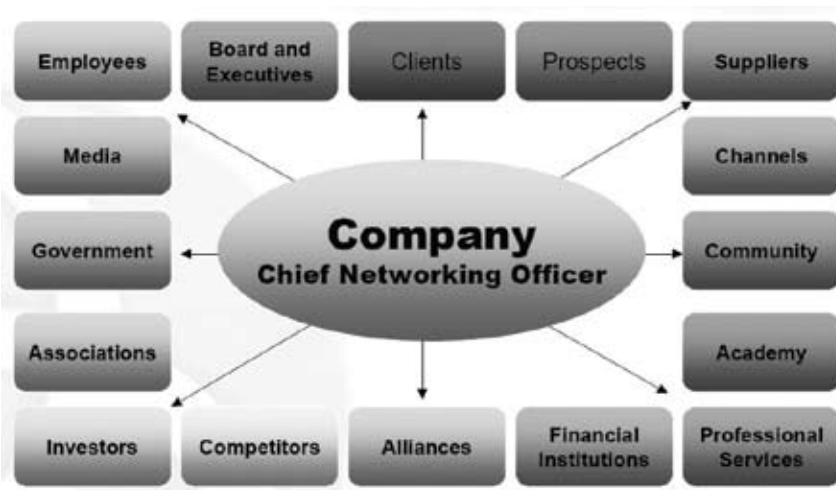 Employees
Board and
Executives
Clients
Prospects
Suppliers
Media
Channels
Company
Chief Networking Officer
Government
Community
Associations
Academy
Investors
Competitors
Alliances
Financial
Institutions
Professional
Services